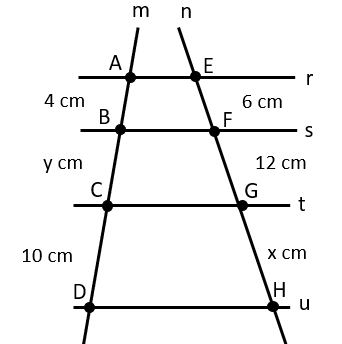 m n
A E r
4 cm 6 cm
B F s
y cm 12 cm
C G t
10 cm x cm
D H u